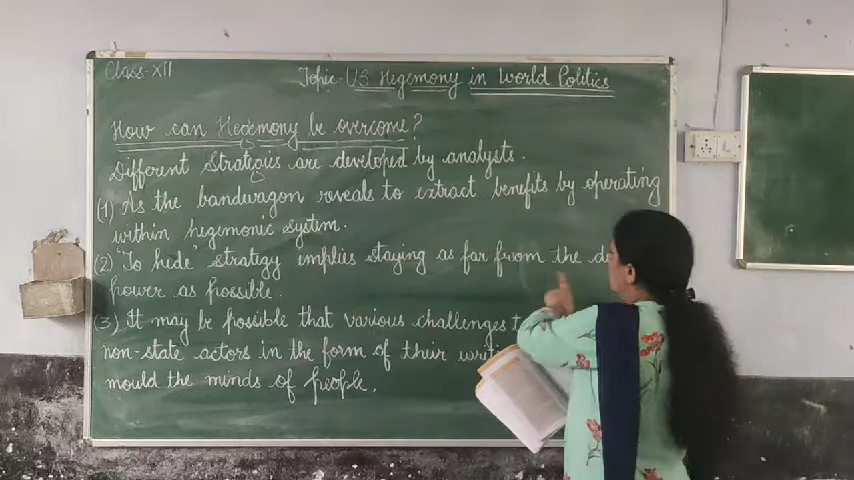 Class-XII
Topic- US Hegemony in World Politics
How can Hegemony be overcome?
Different Strategies are developed by analysts.
(1) As the bandwagon reveals to extract benefits by operating
within hegemonic system.
(2) "To hide" strategy implies staying as far from the
power as possible.
(3) It may be possible that various challenges
non-state actors in the form of their
mould the minds of people.